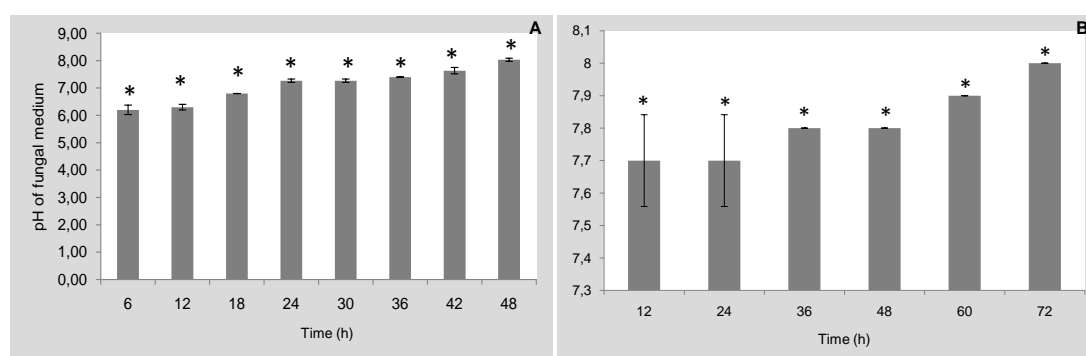 A
pH of fungal medium
9,00
8,00
7,00
6,00
5,00
4,00
3,00
2,00
1,00
0,00
* * * * * * * *
6 12 18 24 30 36 42 48
Time (h)
B
8,1
8
7,9
7,8
7,7
7,6
7,5
7,4
7,3
* * * * * *
12 24 36 48 60 72
Time (h)